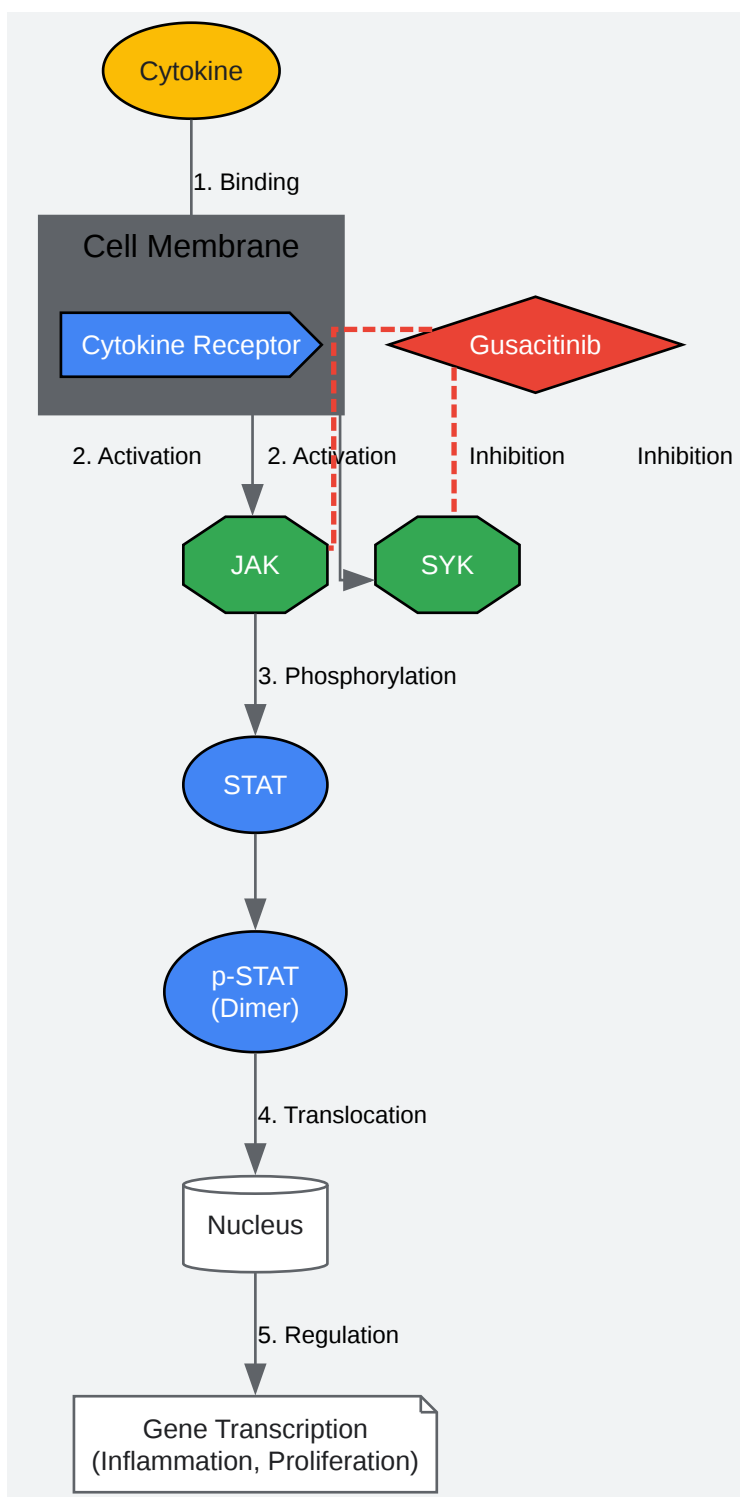 Cytokine
1. Binding
Cell Membrane
Cytokine Receptor
Gusacitinib
2. Activation
2. Activation
Inhibition
Inhibition
JAK
SYK
3. Phosphorylation
STAT
p-STAT
(Dimer)
4. Translocation
Nucleus
5. Regulation
Gene Transcription
(Inflammation, Proliferation)